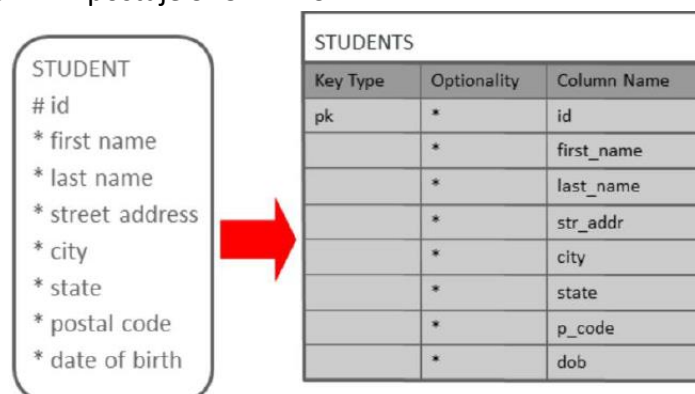 STUDENT
# id
* first name
* last name
* street address
* city
* state
* postal code
* date of birth
STUDENTS
Key Type Optionality Column Name
pk * id
* first_name
* last_name
* str_addr
* city
* state
* p_code
* dob